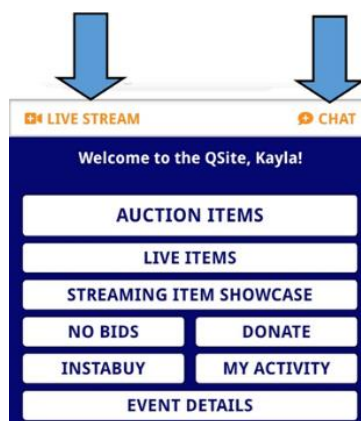 LIVE STREAM CHAT
Welcome to the QSite, Kayla!
AUCTION ITEMS
LIVE ITEMS
STREAMING ITEM SHOWCASE
NO BIDS DONATE
INSTABUY MY ACTIVITY
EVENT DETAILS